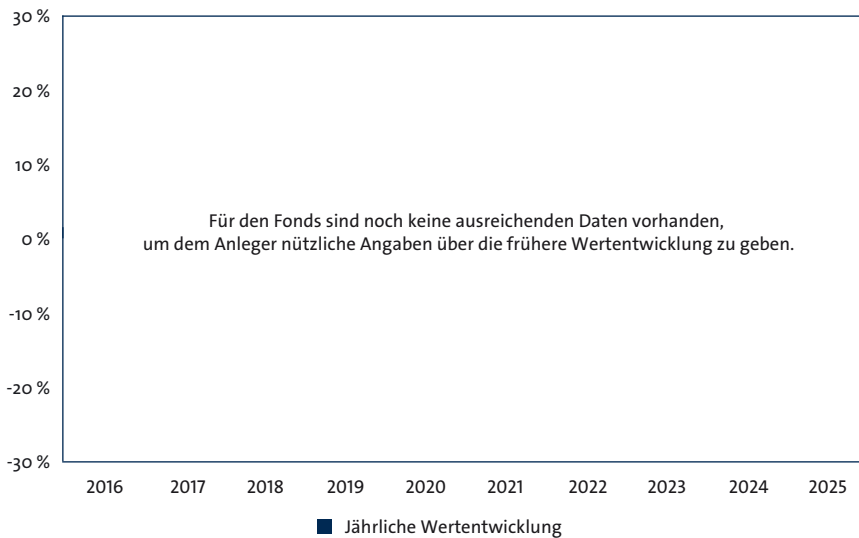 30 %
20 %
10 %
0 %
-10 %
-20 %
-30 %
Für den Fonds sind noch keine ausreichenden Daten vorhanden,
um dem Anleger nützliche Angaben über die frühere Wertentwicklung zu geben.
2016 2017 2018 2019 2020 2021 2022 2023 2024 2025
Jährliche Wertentwicklung